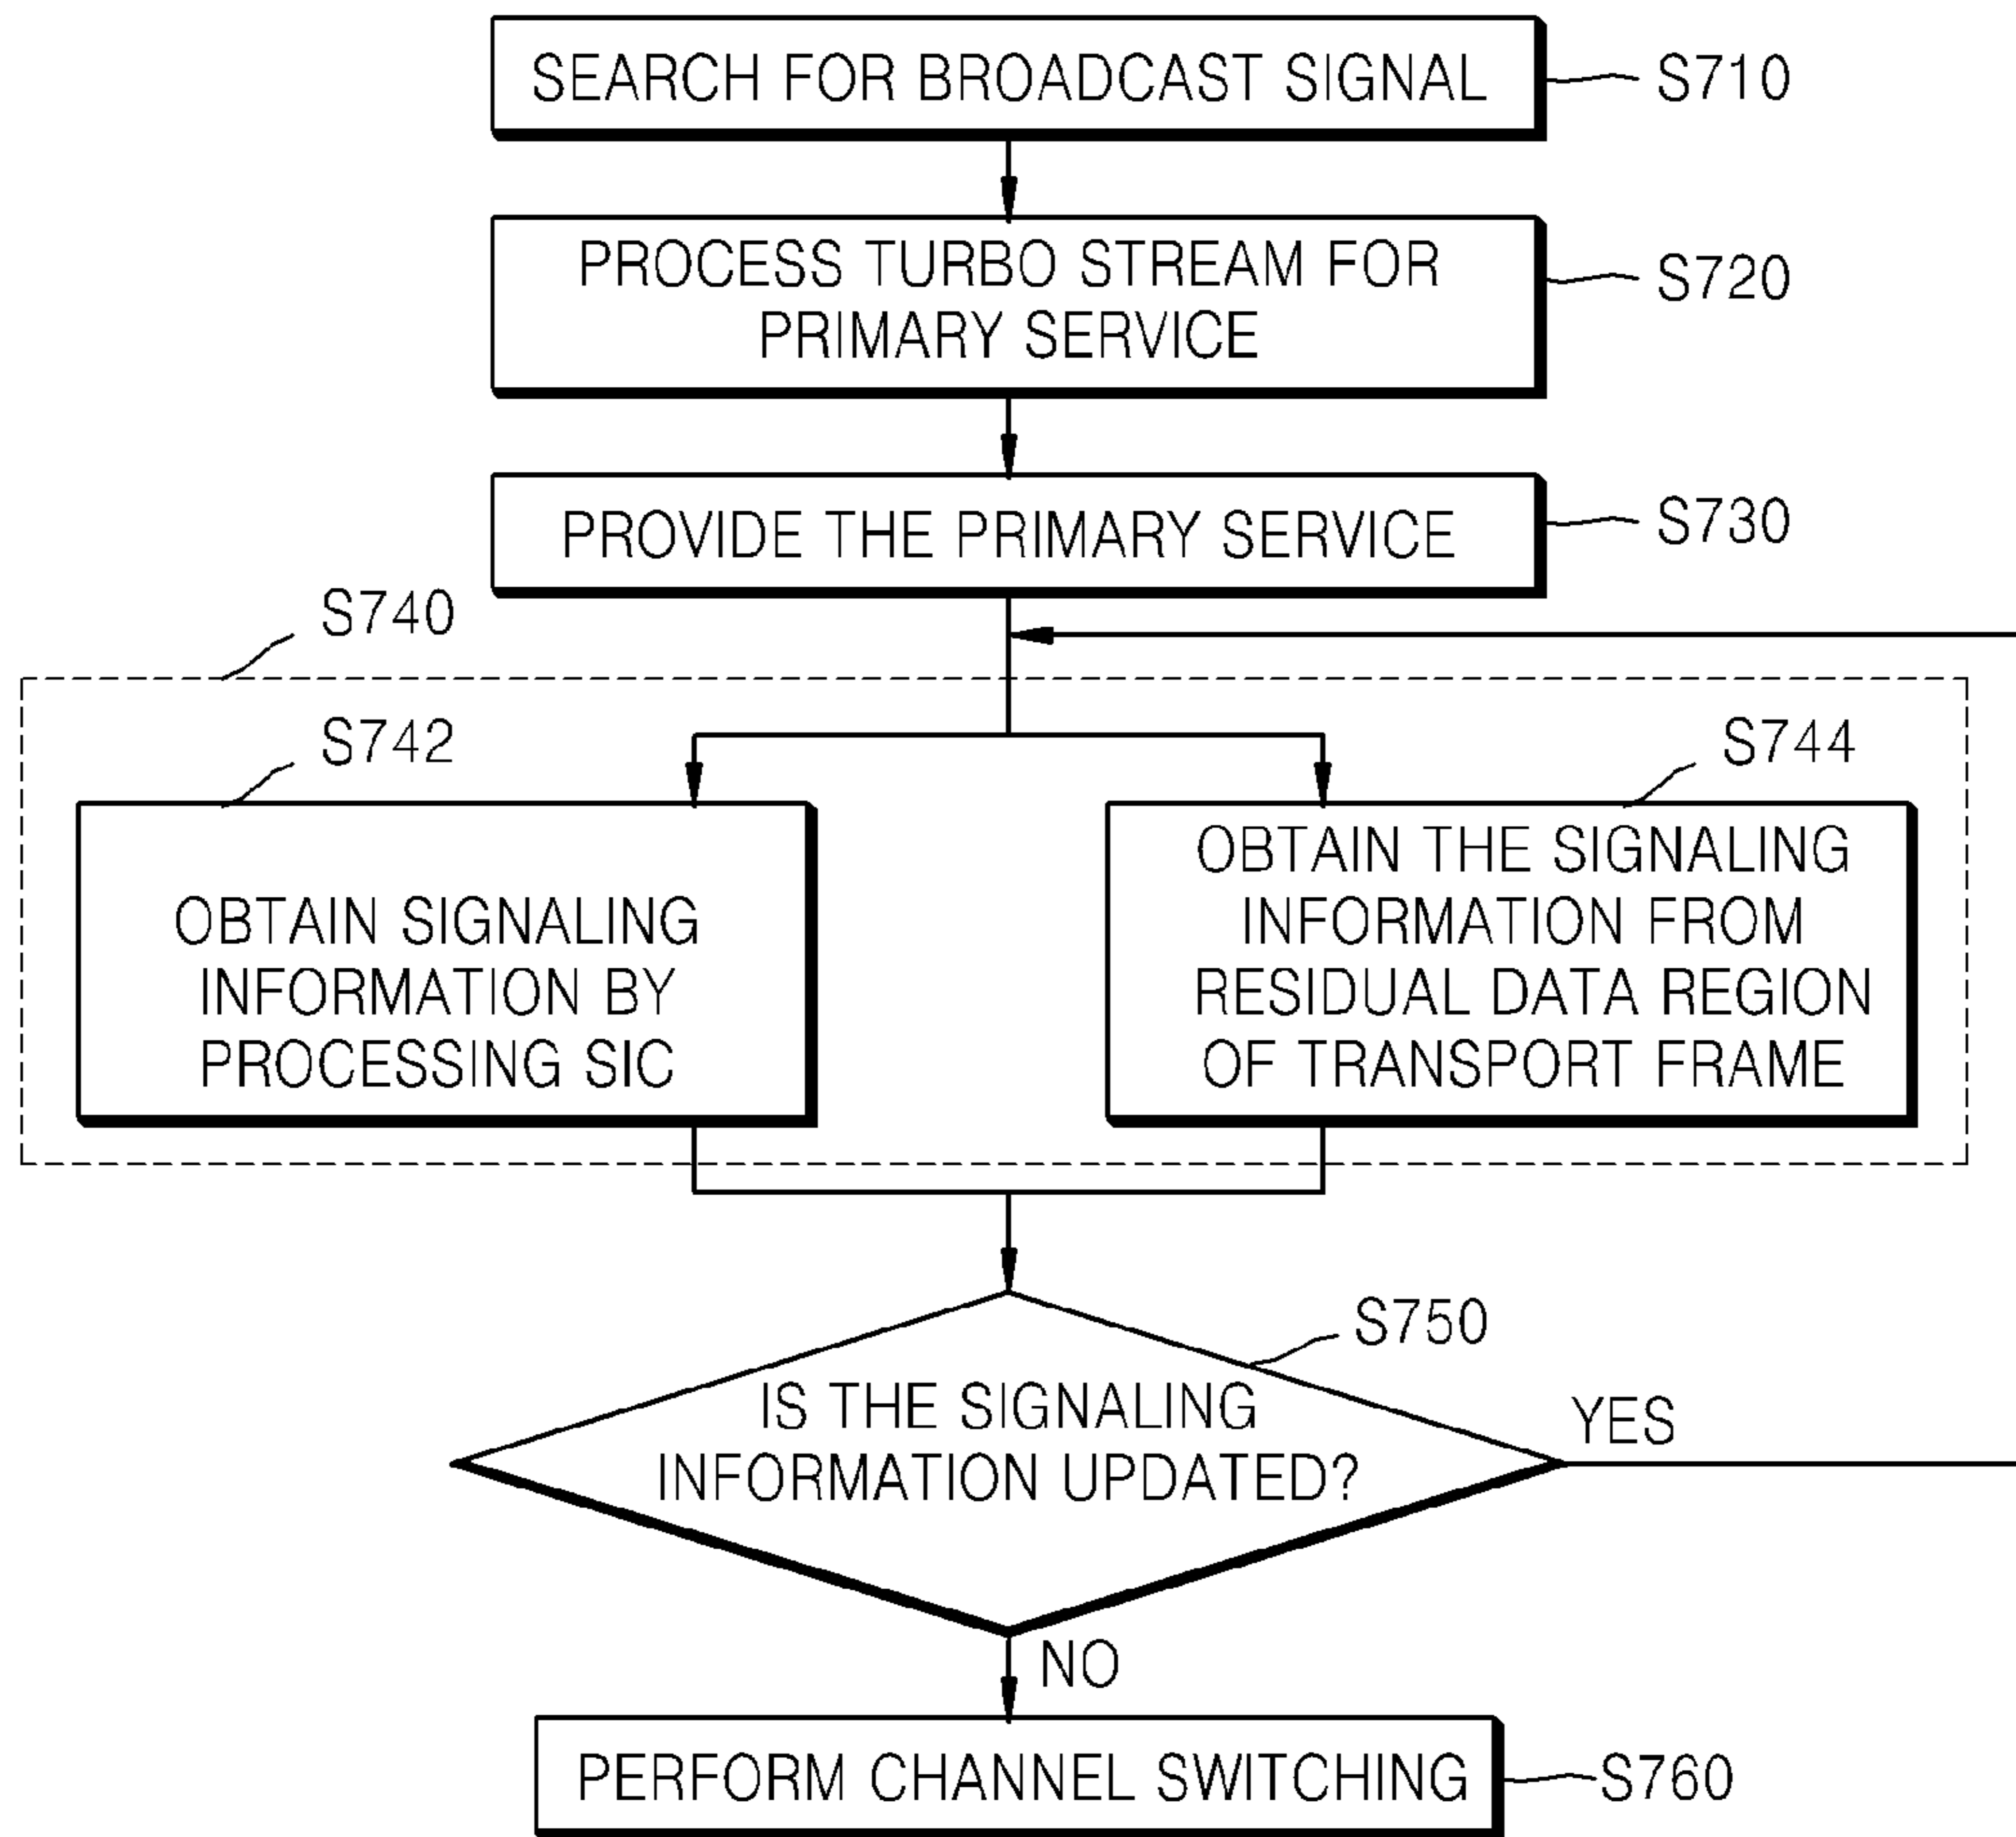 SEARCH FOR BROADCAST SIGNAL
S710
PROCESS TURBO STREAM FOR
PRIMARY SERVICE
S720
PROVIDE THE PRIMARY SERVICE
S730
S740
S742
OBTAIN SIGNALING
INFORMATION BY
PROCESSING SIC
S744
OBTAIN THE SIGNALING
INFORMATION FROM
RESIDUAL DATA REGION
OF TRANSPORT FRAME
S750
IS THE SIGNALING
INFORMATION UPDATED?
YES
NO
PERFORM CHANNEL SWITCHING
S760